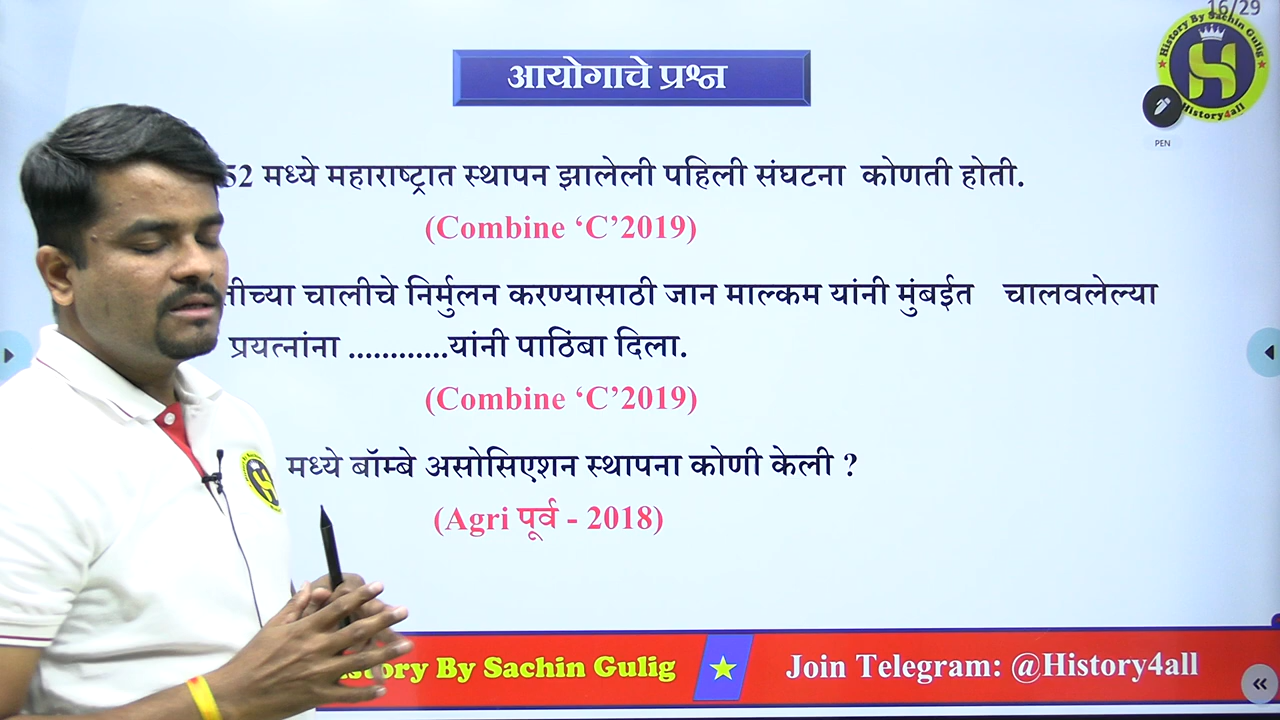 16/29
History By Sachin Gulig
History4all
PEN
आयोगाचे प्रश्न
52 मध्ये महाराष्ट्रात स्थापन झालेली पहिली संघटना कोणती होती.
(Combine ‘C’2019)
चालीचे निर्मुलन करण्यासाठी जान माल्कम यांनी मुंबईत चालवलेल्या
प्रयत्नांना ............यांनी पाठिंबा दिला.
(Combine ‘C’2019)
मध्ये बॉम्बे असोसिएशन स्थापना कोणी केली ?
(Agri पूर्व - 2018)
History By Sachin Gulig
Join Telegram: @History4all